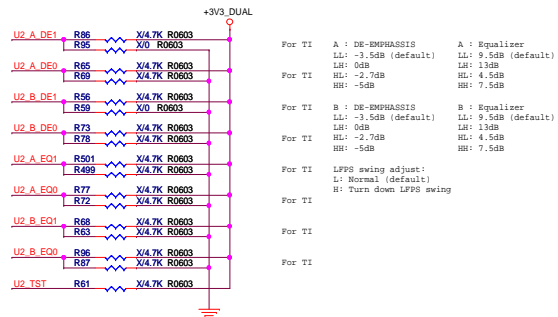 +3V3_DUAL
U2_A_DE1 R86 X/4.7K R0603
R95 X/0 R0603
U2_A_DE0 R65 X/4.7K R0603
R69 X/4.7K R0603
U2_B_DE1 R56 X/4.7K R0603
R59 X/0 R0603
U2_B_DE0 R73 X/4.7K R0603
R78 X/4.7K R0603
U2_A_EQ1 R501 X/4.7K R0603
R499 X/4.7K R0603
U2_A_EQ0 R77 X/4.7K R0603
R72 X/4.7K R0603
U2_B_EQ1 R68 X/4.7K R0603
R63 X/4.7K R0603
U2_B_EQ0 R96 X/4.7K R0603
R87 X/4.7K R0603
U2_TST R61 X/4.7K R0603
For TI A : DE-EMPHASSIS A : Equalizer
LL: -3.5dB (default) LL: 9.5dB (default)
LH: 0dB LH: 13dB
For TI HL: -2.7dB HL: 4.5dB
HH: -5dB HH: 7.5dB
For TI B : DE-EMPHASSIS B : Equalizer
LL: -3.5dB (default) LL: 9.5dB (default)
LH: 0dB LH: 13dB
For TI HL: -2.7dB HL: 4.5dB
HH: -5dB HH: 7.5dB
For TI LFPS swing adjust:
L: Normal (default)
H: Turn down LFPS swing
For TI
For TI
For TI